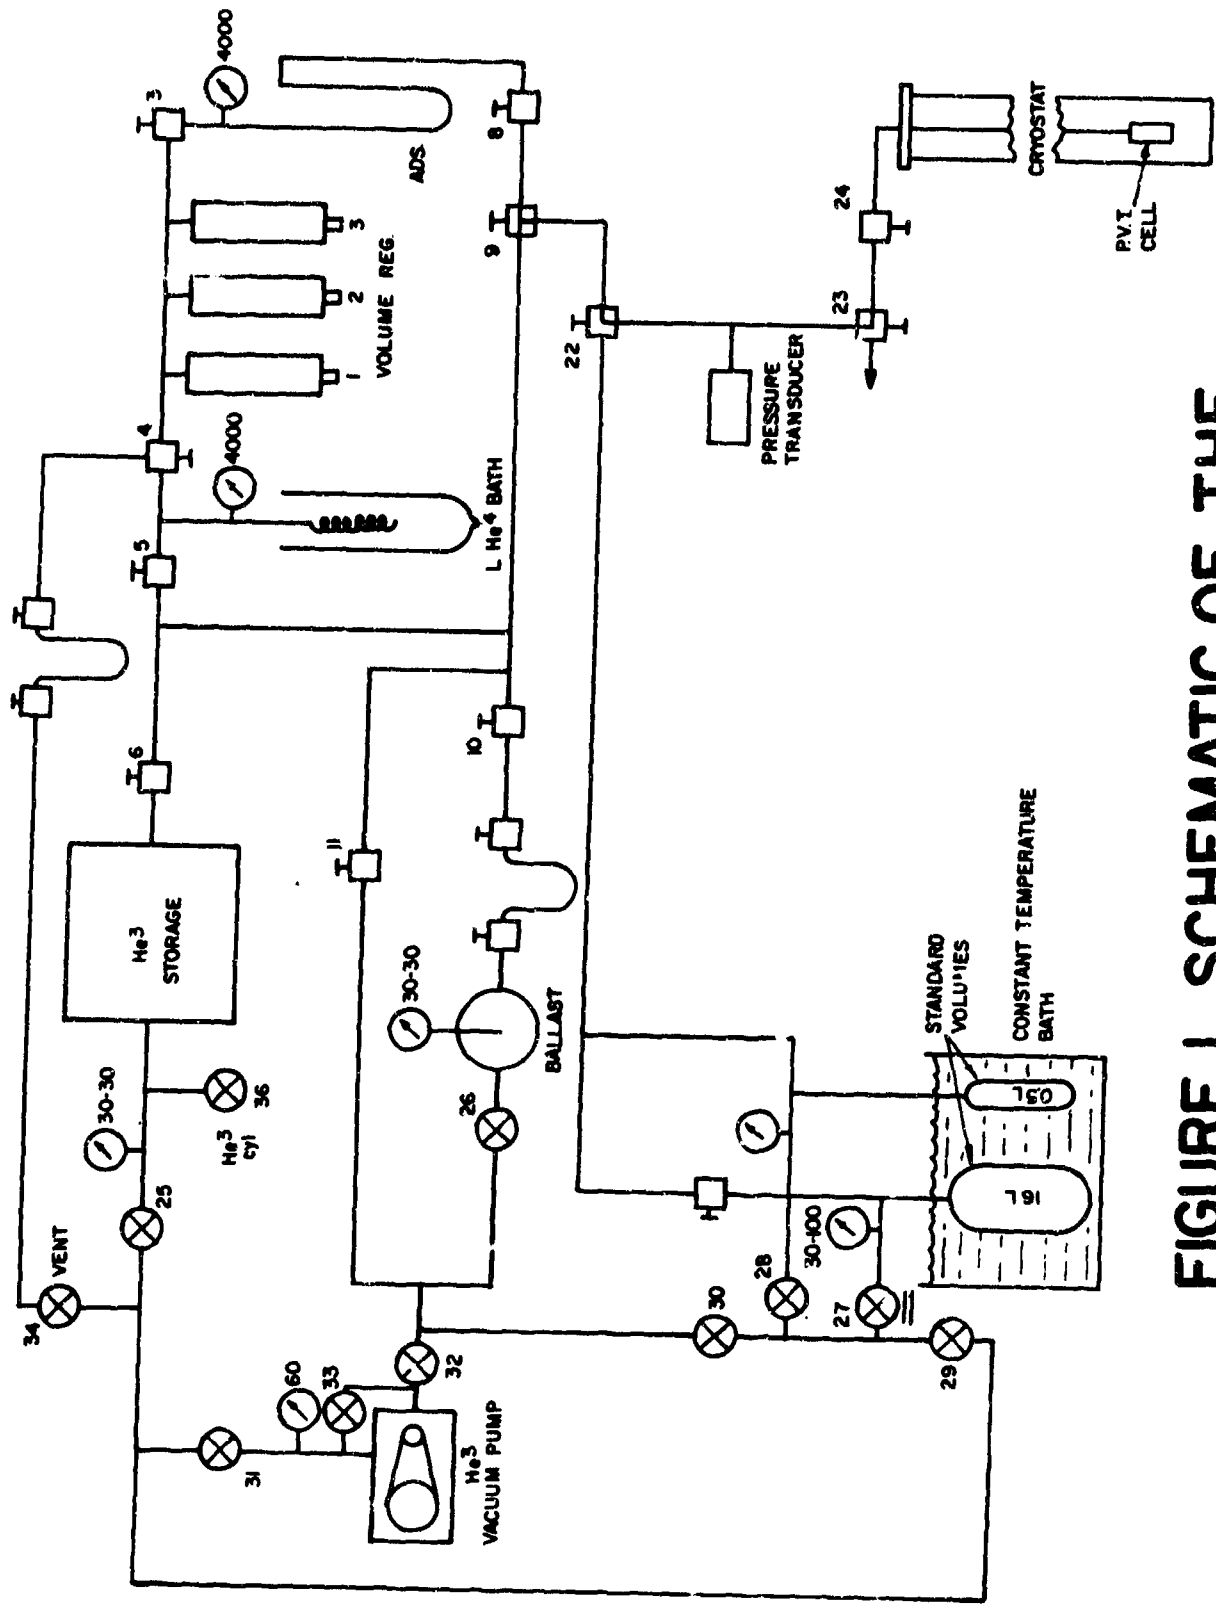 34
VENT
30-30
25
36
He³
cyl
He³
STORAGE
6
5
4
4000
1
2
3
VOLUME REG.
3
4000
ADS.
31
60
33
32
He³
VACUUM PUMP
26
30-30
BALLAST
11
10
L He⁴ BATH
9
8
22
PRESSURE
TRANSDUCER
23
24
30
28
27
29
30-100
16 L
STANDARD
VOLUMES
CONSTANT TEMPERATURE
BATH
CRYOSTAT
P.V.T.
CELL
FIGURE I. SCHEMATIC OF THE